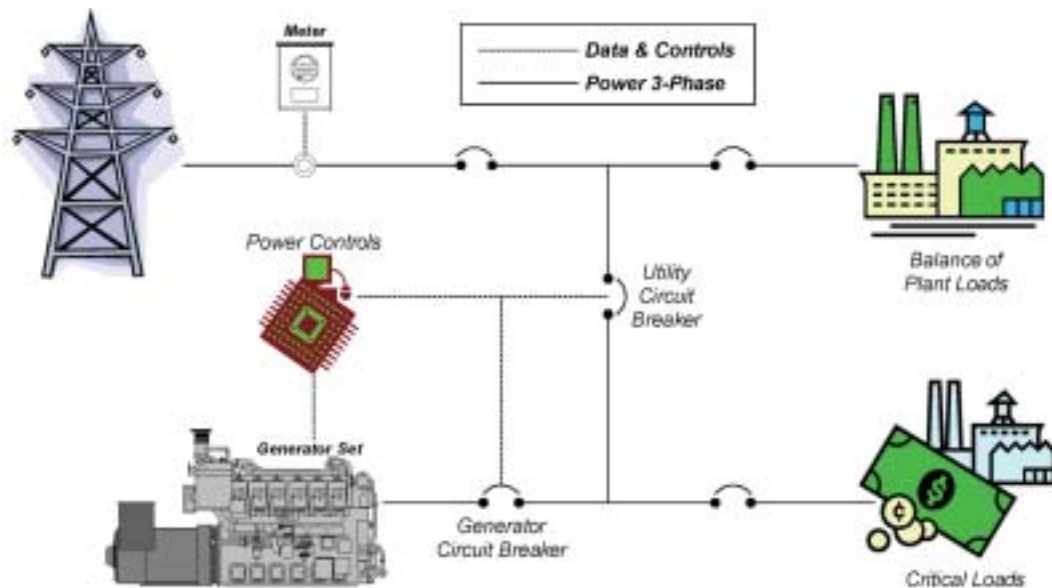 Meter
Data & Controls
Power 3-Phase
Power Controls
Utility
Circuit
Breaker
Balance of
Plant Loads
Generator Set
Generator
Circuit Breaker
$
¢
Critical Loads